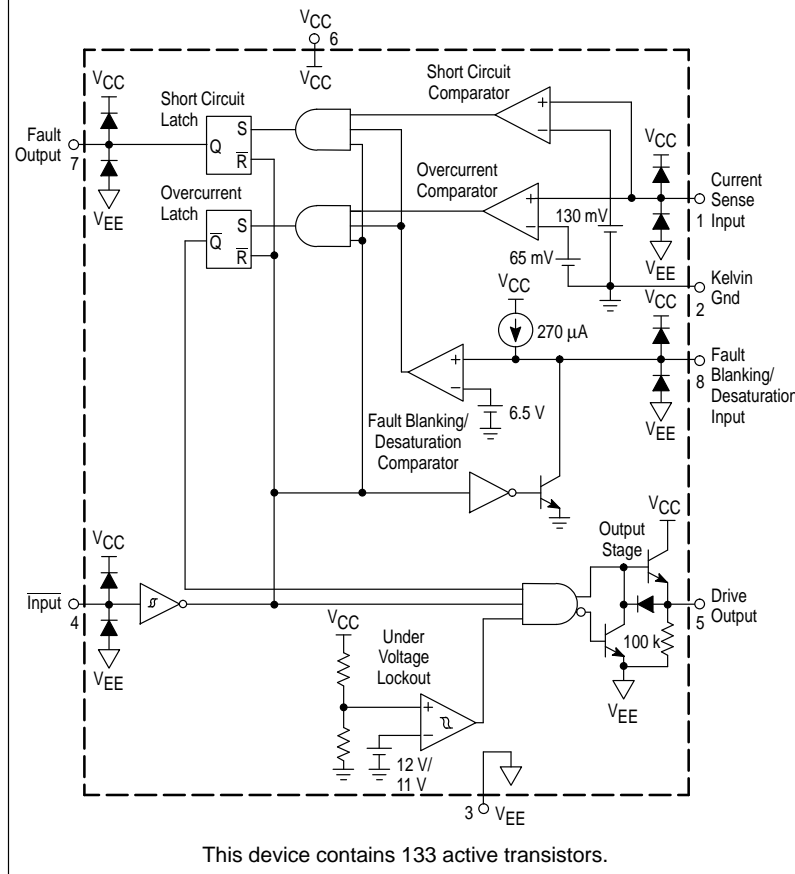 VCC
6
VCC
VCC
Short Circuit
Latch
Short Circuit
Comparator
S
Q
R̅
Fault
Output
7
VEE
Overcurrent
Latch
Overcurrent
Comparator
S
Q̅
R̅
+
–
+
–
130 mV
65 mV
VCC
Current
Sense
Input
1
VEE
Kelvin
Gnd
2
VCC
270 µA
VCC
Fault
Blanking/
Desaturation
Input
8
VEE
+
–
6.5 V
Fault Blanking/
Desaturation
Comparator
VCC
Output
Stage
Drive
Output
5
100 k
VEE
VCC
I̅n̅p̅u̅t̅
4
VEE
VCC
Under
Voltage
Lockout
+
–
12 V/
11 V
3
VEE
This device contains 133 active transistors.